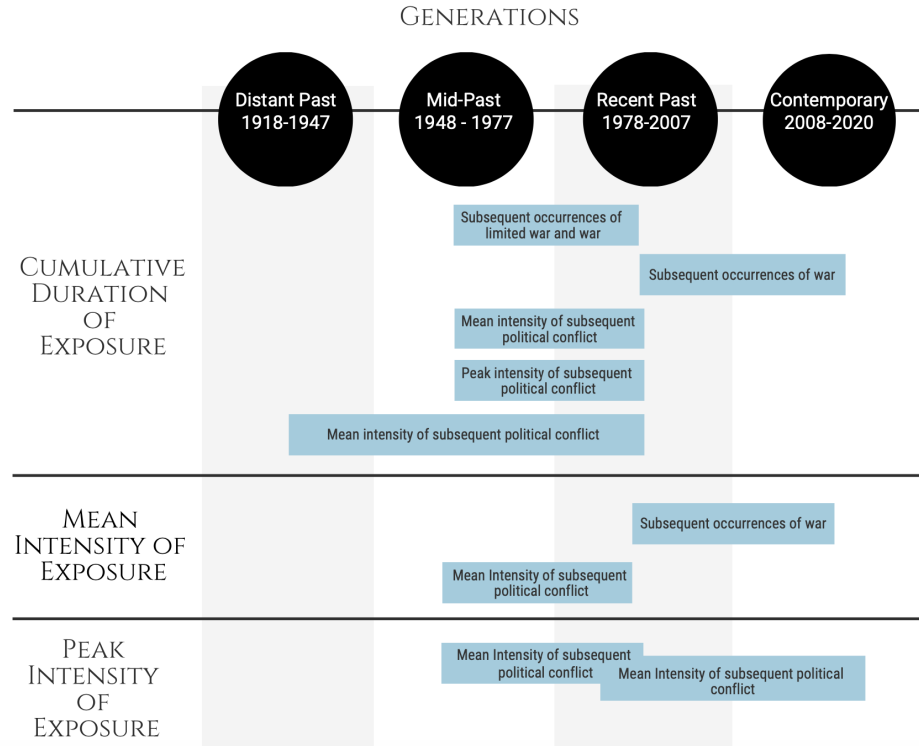 GENERATIONS
Distant Past
1918-1947
Mid-Past
1948 - 1977
Recent Past
1978-2007
Contemporary
2008-2020
CUMULATIVE
DURATION
OF
EXPOSURE
Subsequent occurrences of
limited war and war
Subsequent occurrences of war
Mean intensity of subsequent
political conflict
Peak intensity of subsequent
political conflict
Mean intensity of subsequent political conflict
MEAN
INTENSITY OF
EXPOSURE
Subsequent occurrences of war
Mean Intensity of subsequent
political conflict
PEAK
INTENSITY
OF
EXPOSURE
Mean Intensity of subsequent
political conflict
Mean Intensity of subsequent political
conflict